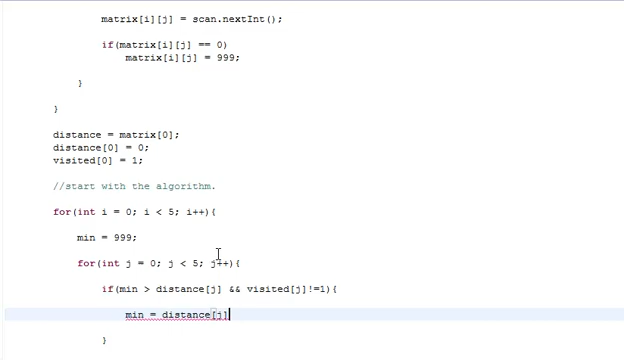 matrix[i][j] = scan.nextInt();
if(matrix[i][j] == 0)
matrix[i][j] = 999;
}
}
distance = matrix[0];
distance[0] = 0;
visited[0] = 1;
//start with the algorithm.
for(int i = 0; i < 5; i++){
min = 999;
for(int j = 0; j < 5; j++){
if(min > distance[j] && visited[j]!=1){
min = distance[j]
}